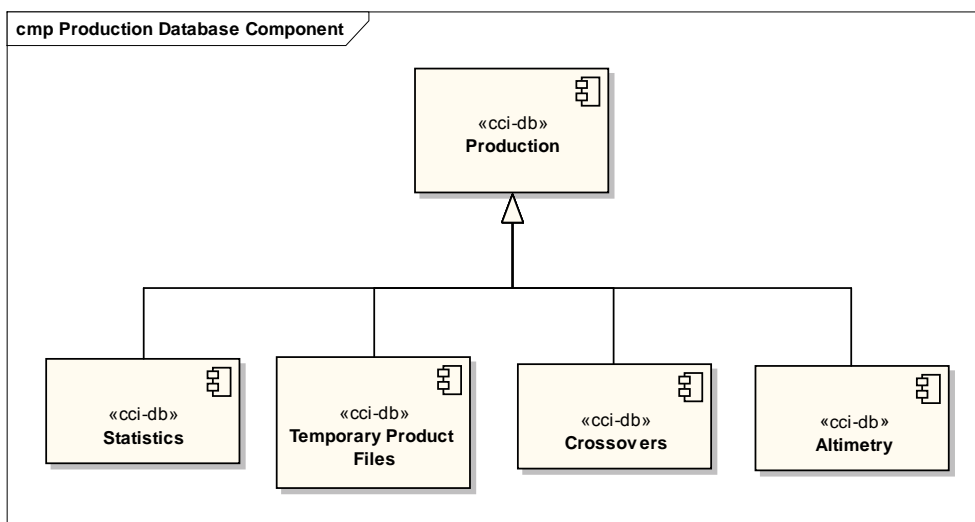 cmp Production Database Component
«cci-db»
Production
«cci-db»
Statistics
«cci-db»
Temporary Product
Files
«cci-db»
Crossovers
«cci-db»
Altimetry